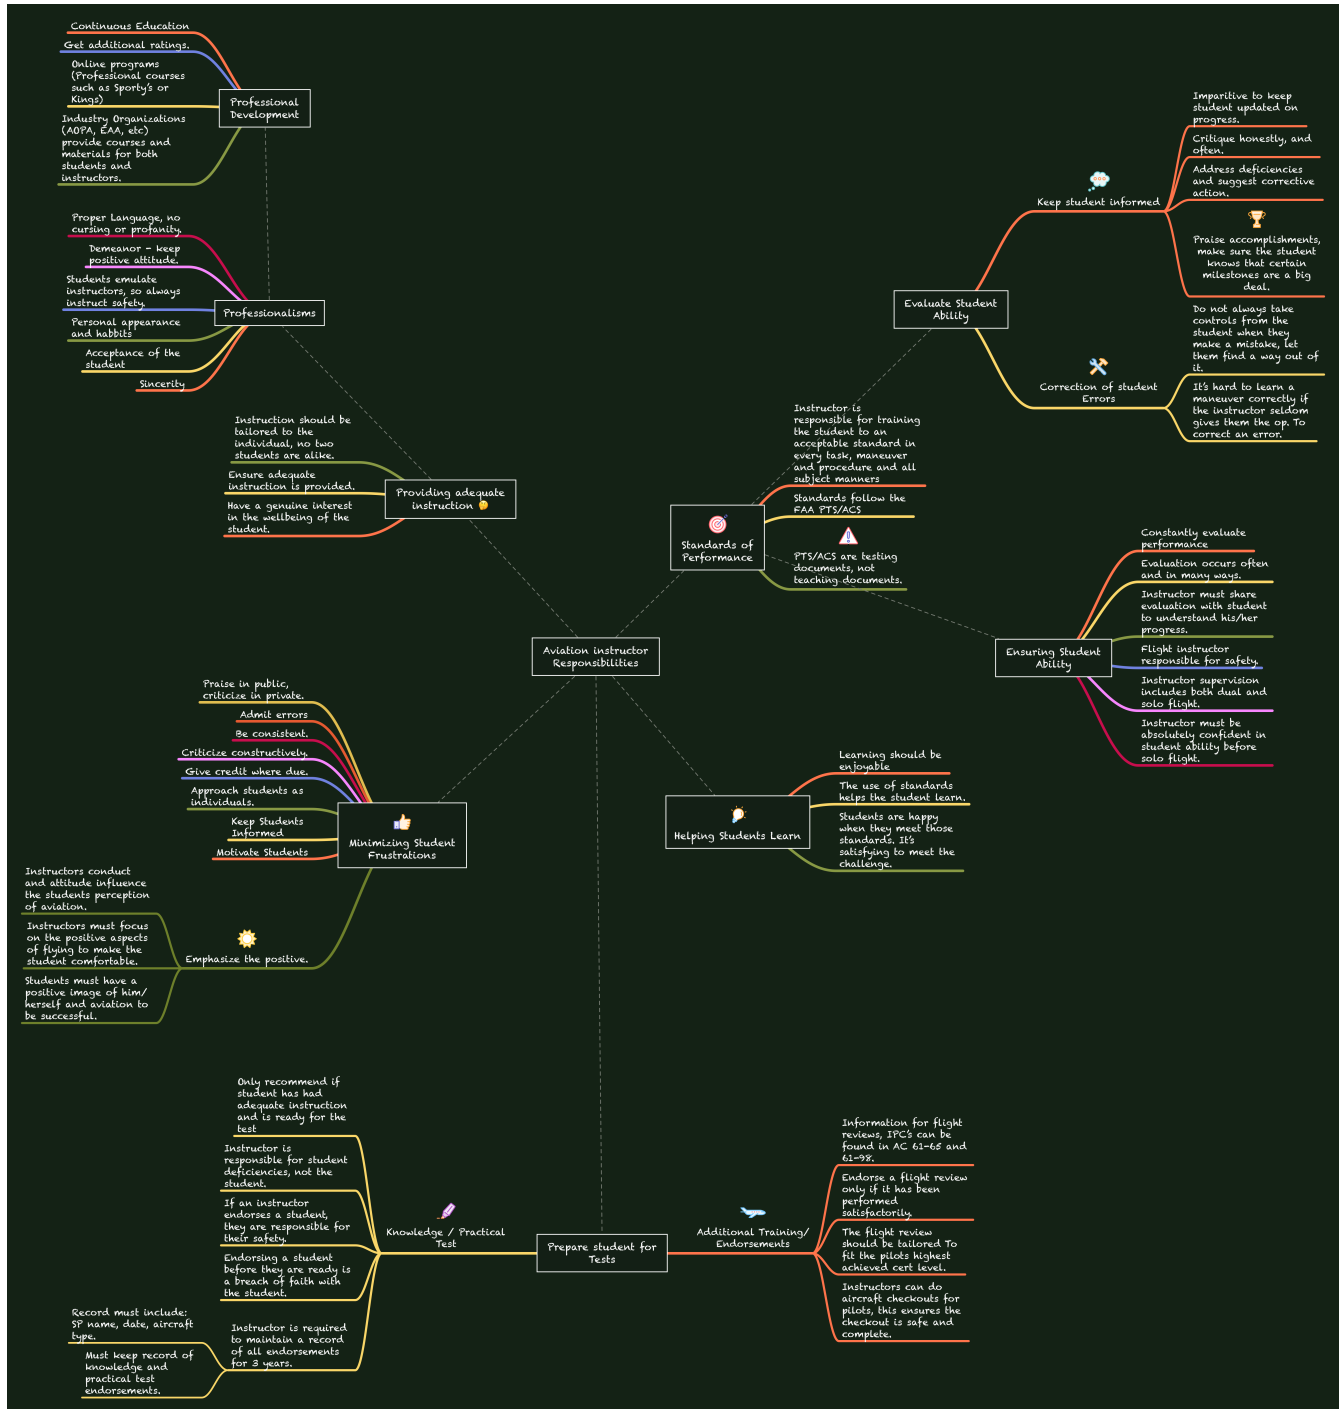 Continuous Education
Get additional ratings.
Online programs
(Professional courses
such as Sporty's or
Kings)
Industry Organizations
(AOPA, EAA, etc)
provide courses and
materials for both
students and
instructors.
Professional
Development
Proper Language, no
cursing or profanity.
Demeanor - keep
positive attitude.
Students emulate
instructors, so always
instruct safety.
Personal appearance
and habbits
Acceptance of the
student
Sincerity
Professionalisms
Instruction should be
tailored to the
individual, no two
students are alike.
Ensure adequate
instruction is provided.
Have a genuine interest
in the wellbeing of the
student.
Providing adequate
instruction
Imparitive to keep
student updated on
progress.
Critique honestly, and
often.
Address deficiencies
and suggest corrective
action.
Praise accomplishments,
make sure the student
knows that certain
milestones are a big
deal.
Keep student informed
Evaluate Student
Ability
Correction of student
Errors
Do not always take
controls from the
student when they
make a mistake, let
them find a way out of
it.
It's hard to learn a
maneuver correctly if
the instructor seldom
gives them the op. To
correct an error.
Instructor is
responsible for training
the student to an
acceptable standard in
every task, maneuver
and procedure and all
subject manners
Standards follow the
FAA PTS/ACS
PTS/ACS are testing
documents, not
teaching documents.
Standards of
Performance
Constantly evaluate
performance
Evaluation occurs often
and in many ways.
Instructor must share
evaluation with student
to understand his/her
progress.
Flight instructor
responsible for safety.
Instructor supervision
includes both dual and
solo flight.
Instructor must be
absolutely confident in
student ability before
solo flight.
Ensuring Student
Ability
Aviation instructor
Responsibilities
Praise in public,
criticize in private.
Admit errors
Be consistent.
Criticize constructively.
Give credit where due.
Approach students as
individuals.
Keep Students
Informed
Motivate Students
Minimizing Student
Frustrations
Instructors conduct
and attitude influence
the students perception
of aviation.
Instructors must focus
on the positive aspects
of flying to make the
student comfortable.
Students must have a
positive image of him/
herself and aviation to
be successful.
Emphasize the positive.
Learning should be
enjoyable
The use of standards
helps the student learn.
Students are happy
when they meet those
standards. It's
satisfying to meet the
challenge.
Helping Students Learn
Only recommend if
student has had
adequate instruction
and is ready for the
test
Instructor is
responsible for student
deficiencies, not the
student.
If an instructor
endorses a student,
they are responsible for
their safety.
Endorsing a student
before they are ready is
a breach of faith with
the student.
Instructor is required
to maintain a record
of all endorsements
for 3 years.
Record must include:
SP name, date, aircraft
type.
Must keep record of
knowledge and
practical test
endorsements.
Knowledge / Practical
Test
Prepare student for
Tests
Additional Training/
Endorsements
Information for flight
reviews, IPC's can be
found in AC 61-65 and
61-98.
Endorse a flight review
only if it has been
performed
satisfactorily.
The flight review
should be tailored To
fit the pilots highest
achieved cert level.
Instructors can do
aircraft checkouts for
pilots, this ensures the
checkout is safe and
complete.